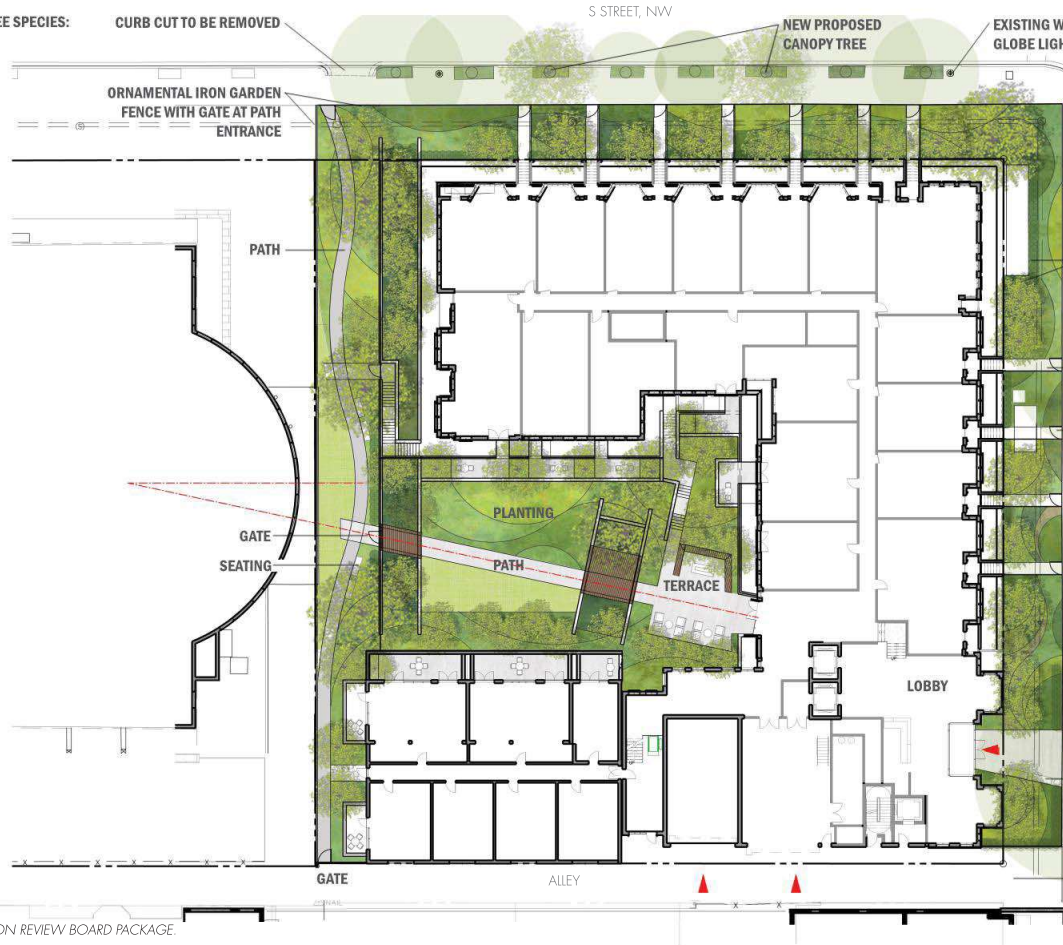 S STREET, NW
EE SPECIES:
CURB CUT TO BE REMOVED
NEW PROPOSED
CANOPY TREE
EXISTING W
GLOBE LIGH
ORNAMENTAL IRON GARDEN
FENCE WITH GATE AT PATH
ENTRANCE
PATH
PLANTING
GATE
SEATING
PATH
TERRACE
LOBBY
GATE
ALLEY
ON REVIEW BOARD PACKAGE.